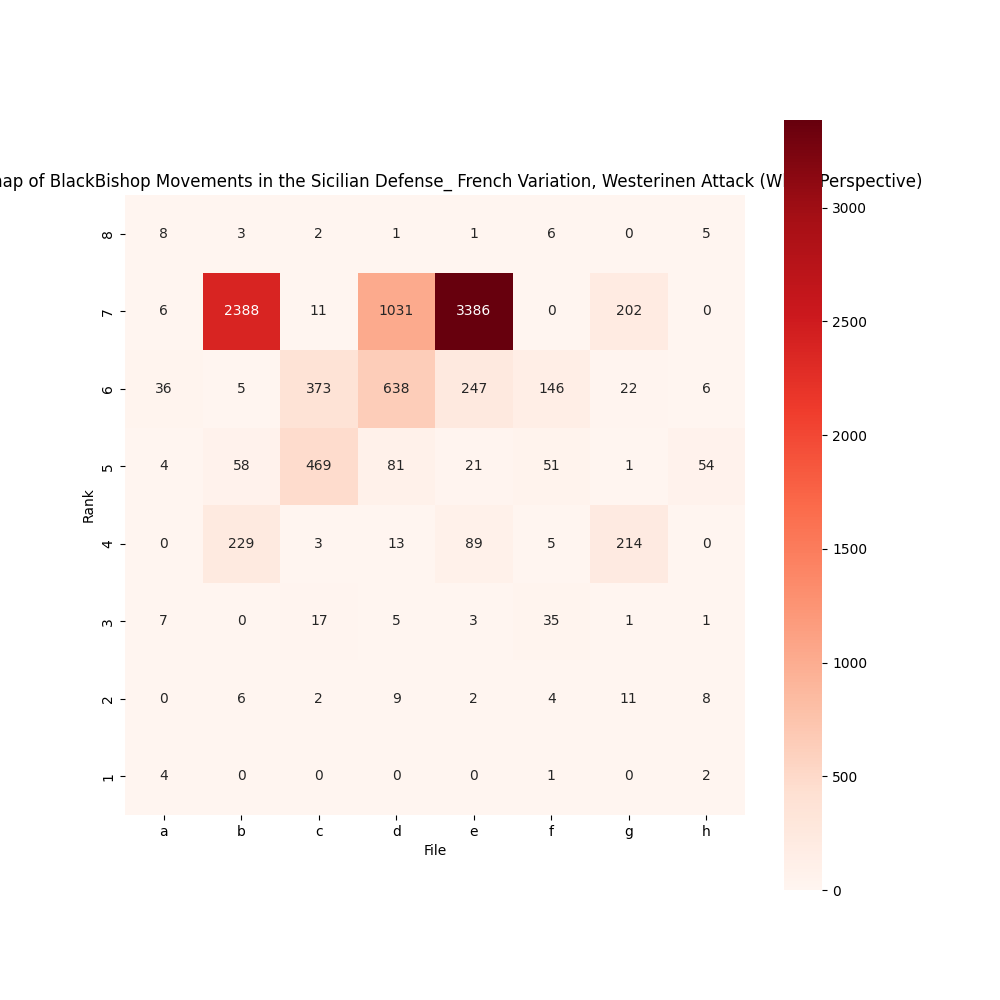 ap of BlackBishop Movements in the Sicilian Defense_ French Variation, Westerinen Attack (W Perspective)
8 8 3 2 1 1 6 0 5
7 6 2388 11 1031 3386 0 202 0
6 36 5 373 638 247 146 22 6
5 4 58 469 81 21 51 1 54
4 0 229 3 13 89 5 214 0
3 7 0 17 5 3 35 1 1
2 0 6 2 9 2 4 11 8
1 4 0 0 0 0 1 0 2
a b c d e f g h
File
Rank
3000
2500
2000
1500
1000
500
0